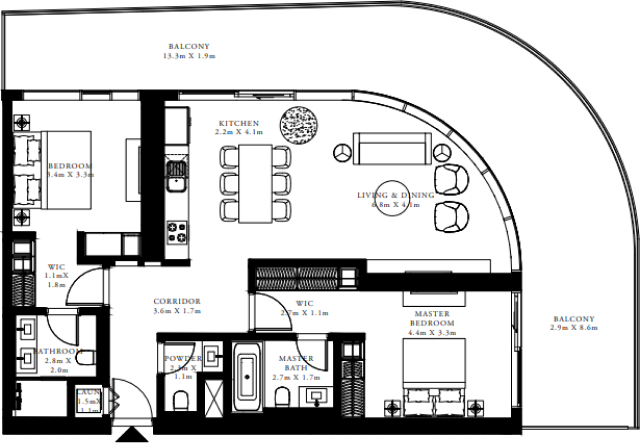 BALCONY
13.3m X 1.9m
KITCHEN
2.2m X 4.1m
BEDROOM
3.4m X 3.3m
LIVING & DINING
6.8m X 4.1m
WIC
1.1mX
1.8m
CORRIDOR
3.6m X 1.7m
WIC
2.7m X 1.1m
MASTER
BEDROOM
4.4m X 3.3m
BALCONY
2.9m X 8.6m
BATHROOM
2.8m X
2.0m
POWDER
2.1m X
1.1m
MASTER
BATH
2.7m X 1.7m
LAUN
1.5mX
1.1m